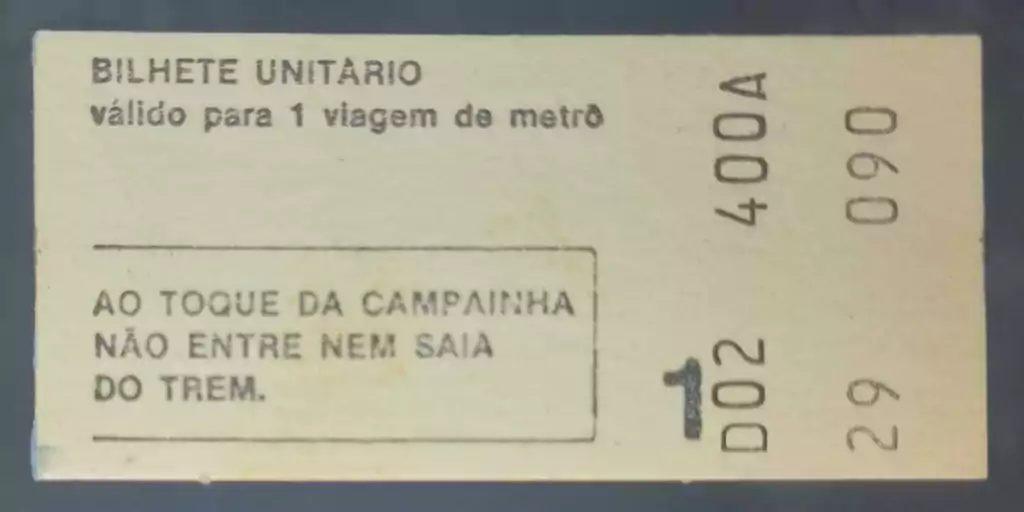 BILHETE UNITÁRIO
válido para 1 viagem de metrô
AO TOQUE DA CAMPAINHA
NÃO ENTRE NEM SAIA
DO TREM.
1
D02 400A
29 090